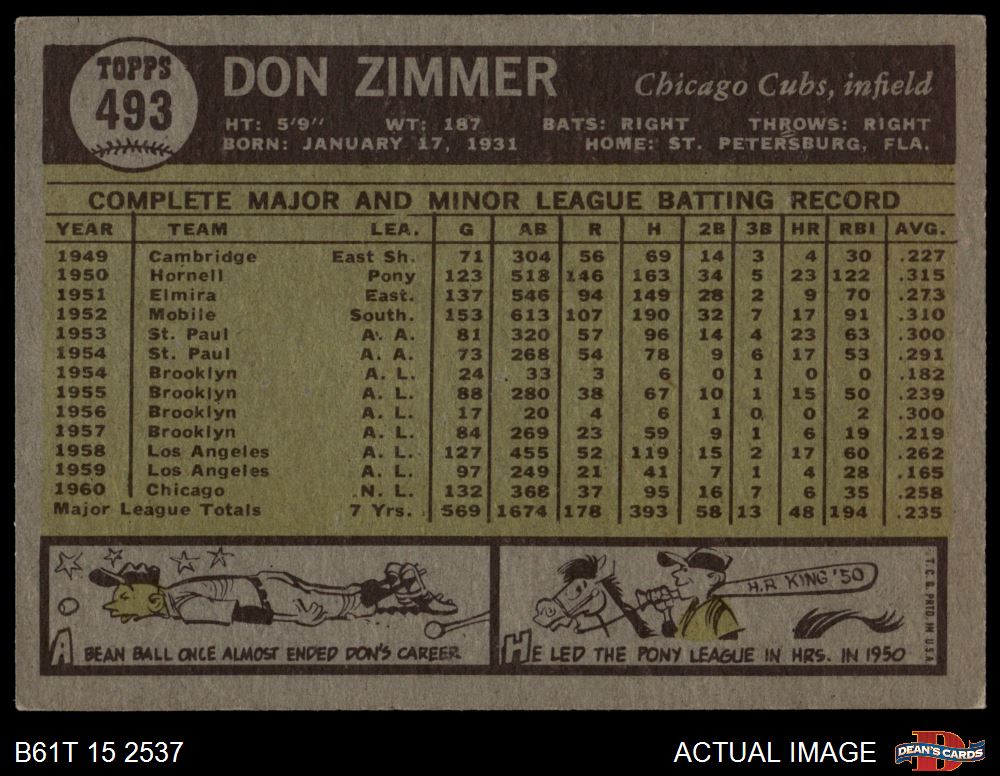 TOPPS
493
DON ZIMMER
Chicago Cubs, infield
HT: 5'9" WT: 187 BATS: RIGHT THROWS: RIGHT
BORN: JANUARY 17, 1931 HOME: ST. PETERSBURG, FLA.
COMPLETE MAJOR AND MINOR LEAGUE BATTING RECORD
YEAR TEAM LEA. G AB R H 2B 3B HR RBI AVG.
1949 Cambridge East Sh. 71 304 56 69 14 3 4 30 .227
1950 Hornell Pony 123 518 146 163 34 5 23 122 .315
1951 Elmira East. 137 546 94 149 28 2 9 70 .273
1952 Mobile South. 153 613 107 190 32 7 17 91 .310
1953 St. Paul A. A. 81 320 57 96 14 4 23 63 .300
1954 St. Paul A. A. 73 268 54 78 9 6 17 53 .291
1954 Brooklyn A. L. 24 33 3 6 0 1 0 0 .182
1955 Brooklyn A. L. 88 280 38 67 10 1 15 50 .239
1956 Brooklyn A. L. 17 20 4 6 1 0 0 2 .300
1957 Brooklyn A. L. 84 269 23 59 9 1 6 19 .219
1958 Los Angeles A. L. 127 455 52 119 15 2 17 60 .262
1959 Los Angeles A. L. 97 249 21 41 7 1 4 28 .165
1960 Chicago N. L. 132 368 37 95 16 7 6 35 .258
Major League Totals 7 Yrs. 569 1674 178 393 58 13 48 194 .235
A BEAN BALL ONCE ALMOST ENDED DON'S CAREER
H.R. KING '50
HE LED THE PONY LEAGUE IN HRS. IN 1950
T.C.G. PRTD. IN U.S.A.
B61T 15 2537
ACTUAL IMAGE
DEAN'S CARDS